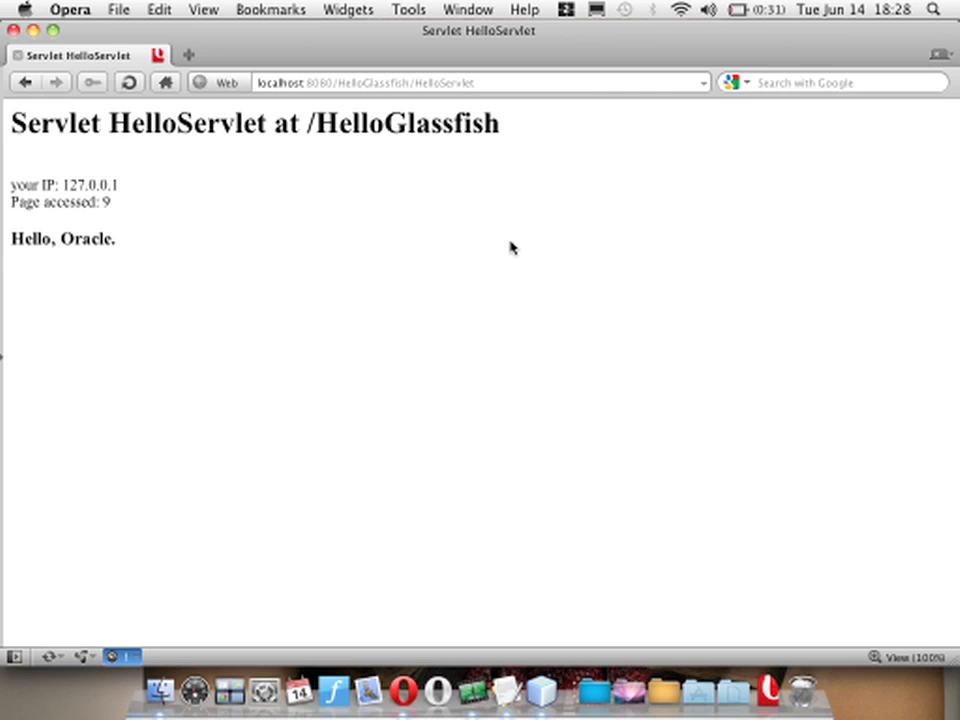 Opera File Edit View Bookmarks Widgets Tools Window Help (0:31) Tue Jun 14 18:28
Servlet HelloServlet
Servlet HelloServlet
Web localhost:8080/HelloGlassfish/HelloServlet Search with Google
Servlet HelloServlet at /HelloGlassfish
your IP: 127.0.0.1
Page accessed: 9
Hello, Oracle.
View (100%)
14